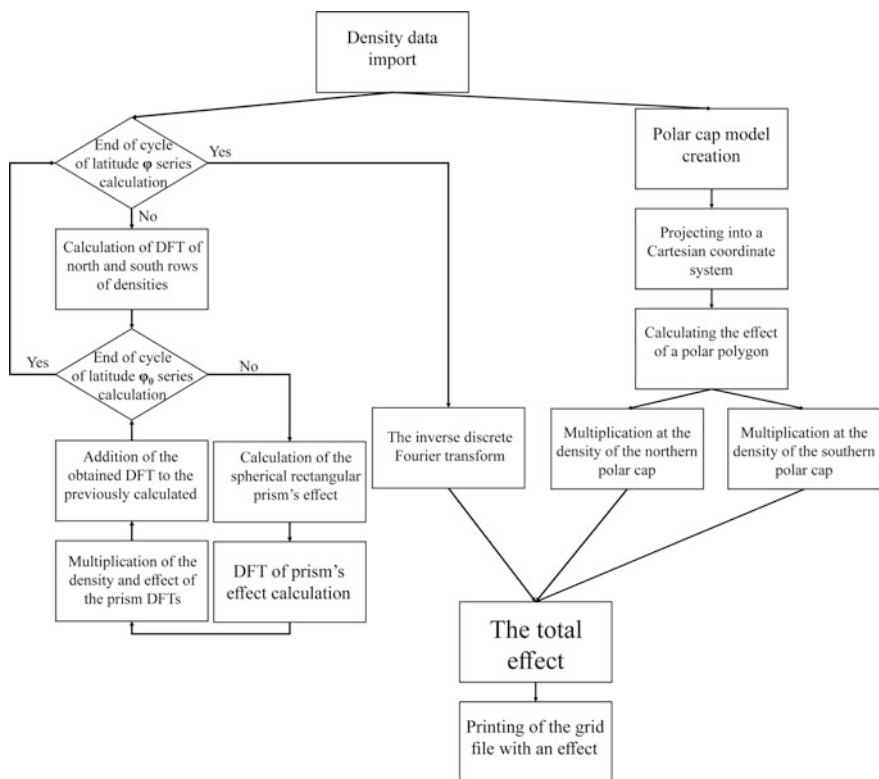 Density data
import
End of cycle
of latitude φ series
calculation
Yes
Polar cap model
creation
No
Calculation of DFT of
north and south rows
of densities
Projecting into a
Cartesian coordinate
system
Yes
End of cycle
of latitude φ₀ series
calculation
No
Calculating the effect
of a polar polygon
Addition of the
obtained DFT to the
previously calculated
Calculation of the
spherical rectangular
prism's effect
The inverse discrete
Fourier transform
Multiplication at the
density of the northern
polar cap
Multiplication at the
density of the southern
polar cap
Multiplication of the
density and effect of
the prism DFTs
DFT of prism's
effect calculation
The total
effect
Printing of the grid
file with an effect